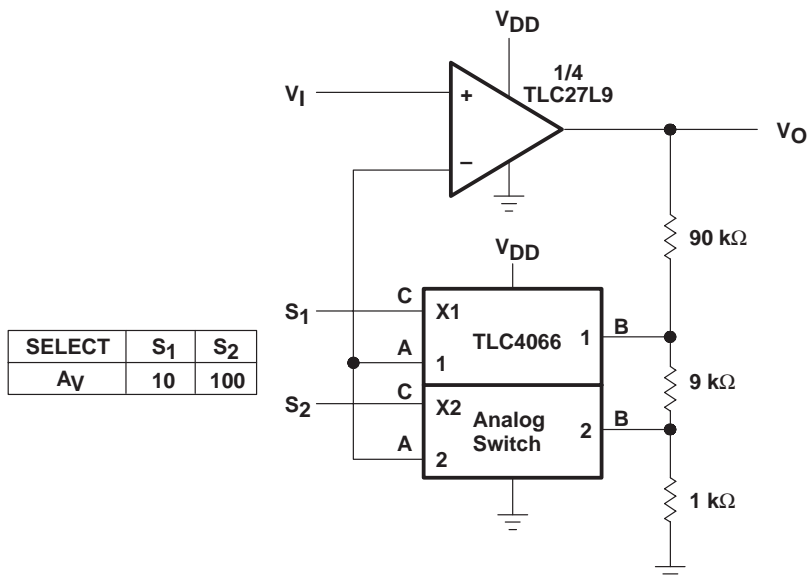 VDD
1/4
TLC27L9
VI
+
−
VO
90 kΩ
VDD
S1
C
X1
TLC4066
1
B
A
1
9 kΩ
S2
C
X2
Analog
Switch
2
B
A
2
1 kΩ
SELECT S1 S2
AV 10 100